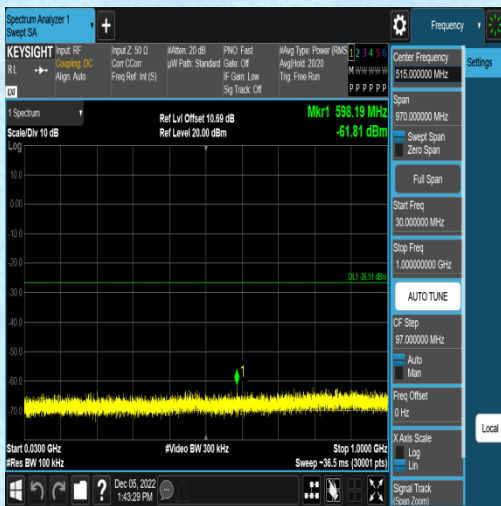 Spectrum Analyzer 1
Swept SA
Frequency
KEYSIGHT
RL
Input: RF
Coupling: DC
Align: Auto
Input Z: 50 Ω
Corr CCorr
Freq Ref: Int (S)
#Atten: 20 dB
µW Path: Standard
PNO: Fast
Gate: Off
IF Gain: Low
Sig Track: Off
#Avg Type: Power (RMS
Avg|Hold: 20/20
Trig: Free Run
1 2 3 4 5 6
M W W W W W
P P P P P P
1 Spectrum
Scale/Div 10 dB
Ref Lvl Offset 10.69 dB
Ref Level 20.00 dBm
Mkr1 598.19 MHz
-61.81 dBm
Log
10.0
0.00
-10.0
-20.0
DL1 -26.51 dBm
-30.0
-40.0
-50.0
1
-60.0
-70.0
Start 0.0300 GHz
#Res BW 100 kHz
#Video BW 300 kHz
Stop 1.0000 GHz
Sweep ~36.5 ms (30001 pts)
Dec 05, 2022
1:43:29 PM
Settings
Center Frequency
515.000000 MHz
Span
970.000000 MHz
Swept Span
Zero Span
Full Span
Start Freq
30.000000 MHz
Stop Freq
1.000000000 GHz
AUTO TUNE
CF Step
97.000000 MHz
Auto
Man
Freq Offset
0 Hz
X Axis Scale
Log
Lin
Signal Track
(Span Zoom)
Local